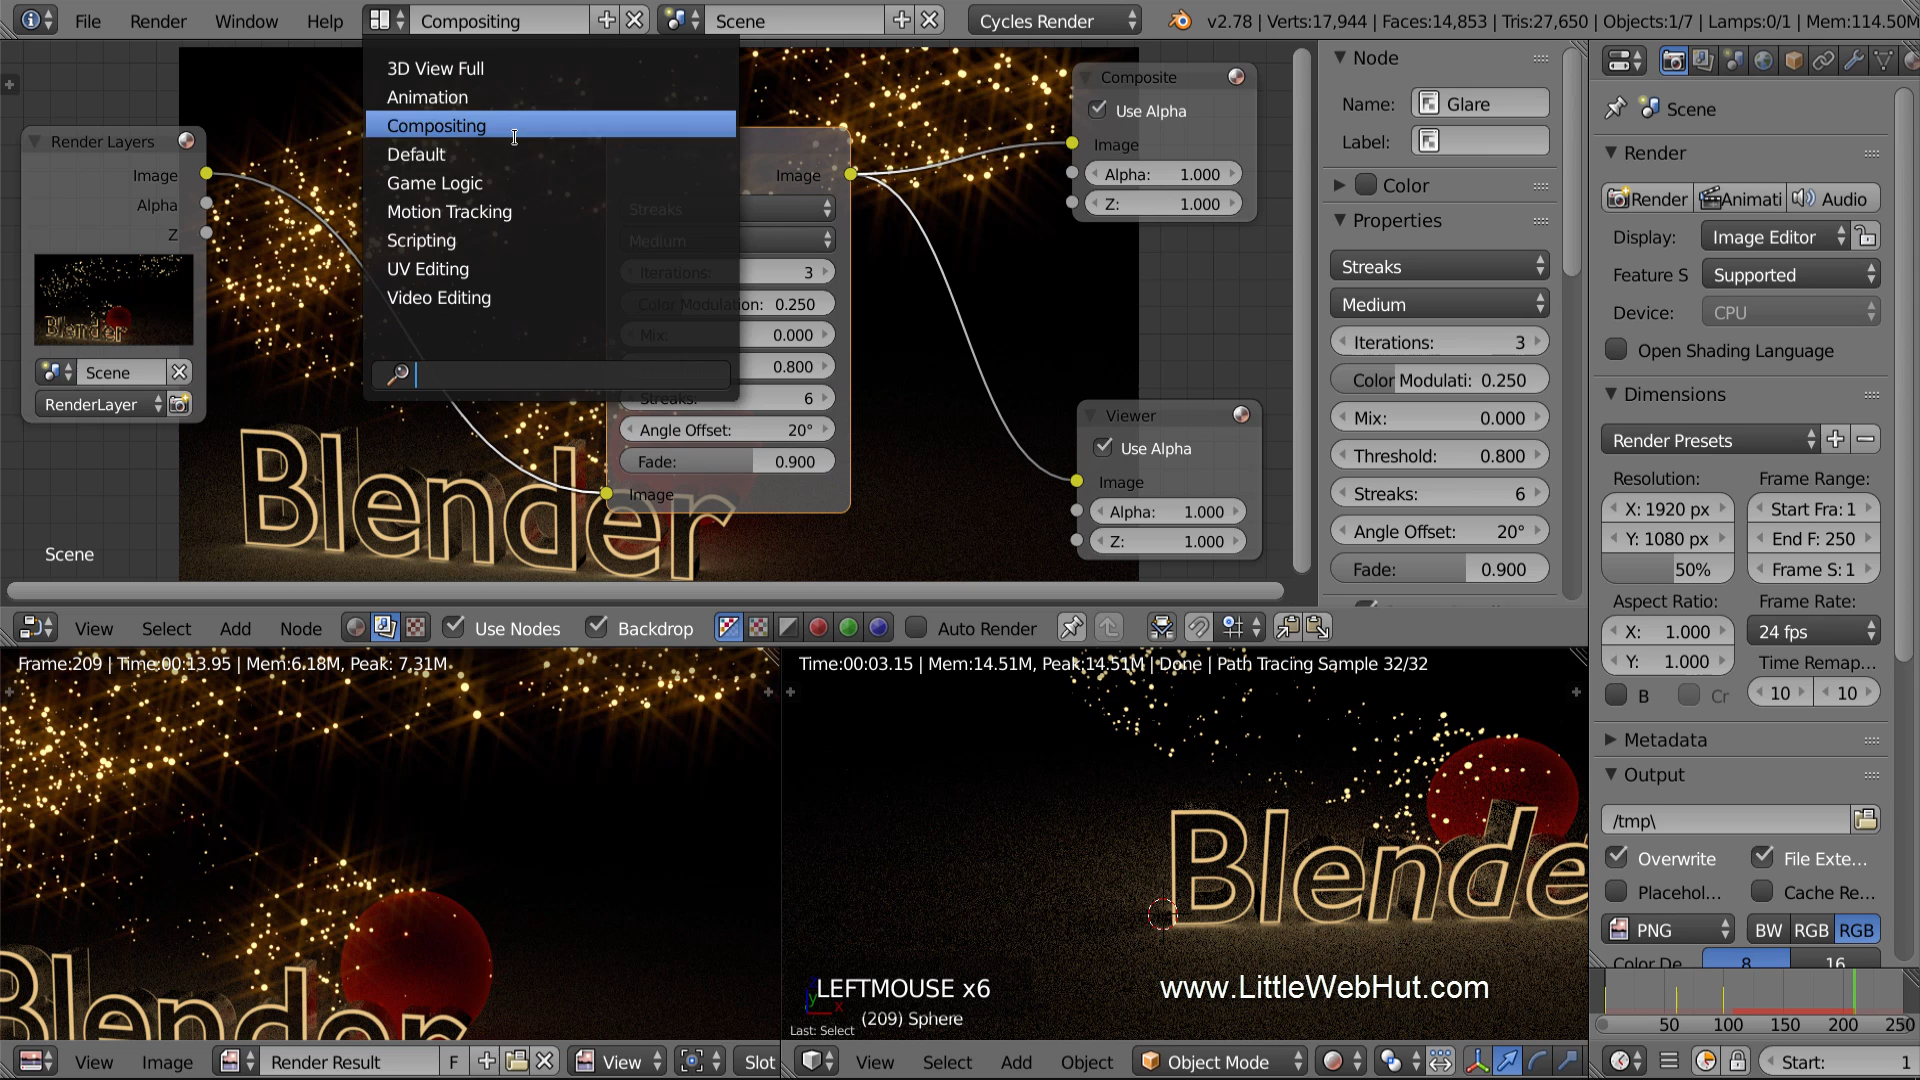 File Render Window Help Compositing Scene Cycles Render v2.78 | Verts:17,944 | Faces:14,853 | Tris:27,650 | Objects:1/7 | Lamps:0/1 | Mem:114.50M
3D View Full
Animation
Compositing
Default
Game Logic
Motion Tracking
Scripting
UV Editing
Video Editing
Render Layers
Image
Alpha
Z
Scene
RenderLayer
Image
Streaks
Medium
Iterations: 3
Color Modulation: 0.250
Mix: 0.000
0.800
Streaks: 6
Angle Offset: 20°
Fade: 0.900
Image
Blender
Scene
Composite
Use Alpha
Image
Alpha: 1.000
Z: 1.000
Viewer
Use Alpha
Image
Alpha: 1.000
Z: 1.000
Node
Name: Glare
Label:
Color
Properties
Streaks
Medium
Iterations: 3
Color Modulati: 0.250
Mix: 0.000
Threshold: 0.800
Streaks: 6
Angle Offset: 20°
Fade: 0.900
View Select Add Node Use Nodes Backdrop Auto Render
Scene
Render
Render Animati Audio
Display: Image Editor
Feature S Supported
Device: CPU
Open Shading Language
Dimensions
Render Presets
Resolution: Frame Range:
X: 1920 px Start Fra: 1
Y: 1080 px End F: 250
50% Frame S: 1
Aspect Ratio: Frame Rate:
X: 1.000 24 fps
Y: 1.000 Time Remap...
B Cr 10 10
Metadata
Output
/tmp\
Overwrite File Exte...
Placehol... Cache Re...
PNG BW RGB RGB
Color De 8 16
50 100 150 200 250
Start: 1
Frame:209 | Time:00:13.95 | Mem:6.18M, Peak: 7.31M
Blender
View Image Render Result F View Slot
Time:00:03.15 | Mem:14.51M, Peak:14.51M | Done | Path Tracing Sample 32/32
Blende
LEFTMOUSE x6
www.LittleWebHut.com
(209) Sphere
Last: Select
y
x
View Select Add Object Object Mode